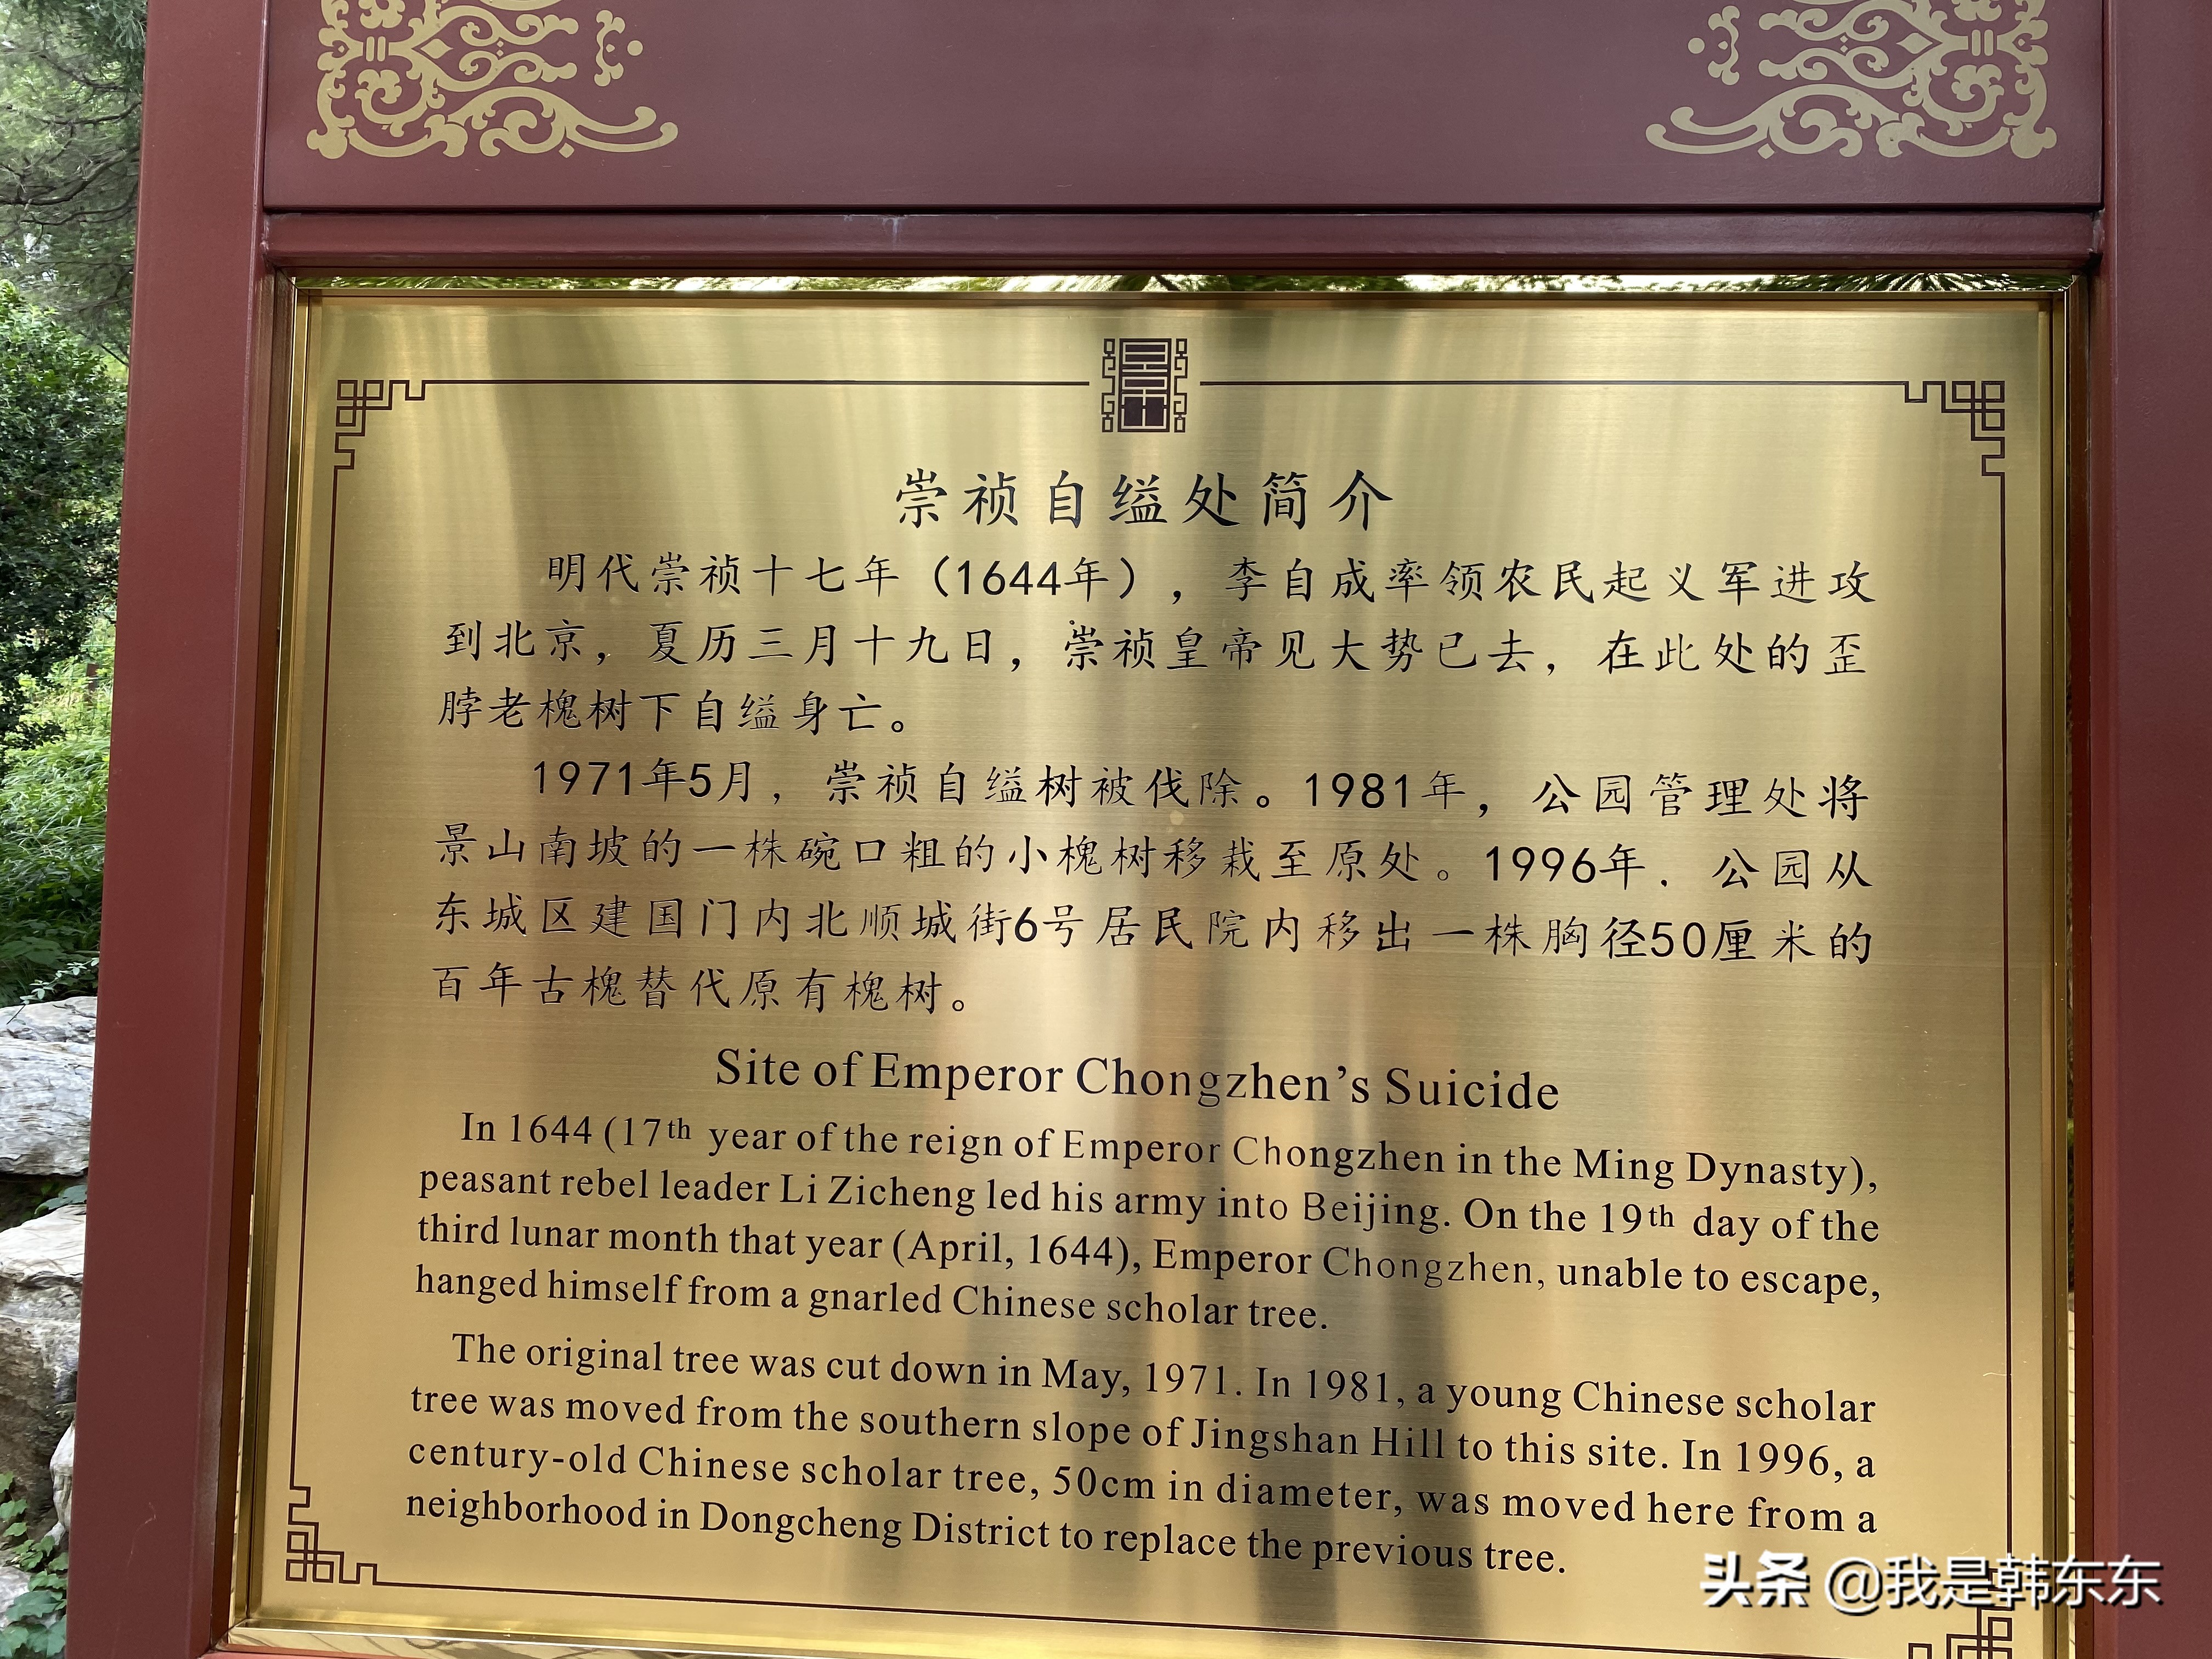 崇祯自缢处简介
明代崇祯十七年（1644年），李自成率领农民起义军进攻
到北京，夏历三月十九日，崇祯皇帝见大势已去，在此处的歪
脖老槐树下自缢身亡。
1971年5月，崇祯自缢树被伐除。1981年，公园管理处将
景山南坡的一株碗口粗的小槐树移栽至原处。1996年，公园从
东城区建国门内北顺城街6号居民院内移出一株胸径50厘米的
百年古槐替代原有槐树。
Site of Emperor Chongzhen's Suicide
In 1644 (17th year of the reign of Emperor Chongzhen in the Ming Dynasty),
peasant rebel leader Li Zicheng led his army into Beijing. On the 19th day of the
third lunar month that year (April, 1644), Emperor Chongzhen, unable to escape,
hanged himself from a gnarled Chinese scholar tree.
The original tree was cut down in May, 1971. In 1981, a young Chinese scholar
tree was moved from the southern slope of Jingshan Hill to this site. In 1996, a
century-old Chinese scholar tree, 50cm in diameter, was moved here from a
neighborhood in Dongcheng District to replace the previous tree.
头条 @我是韩东东